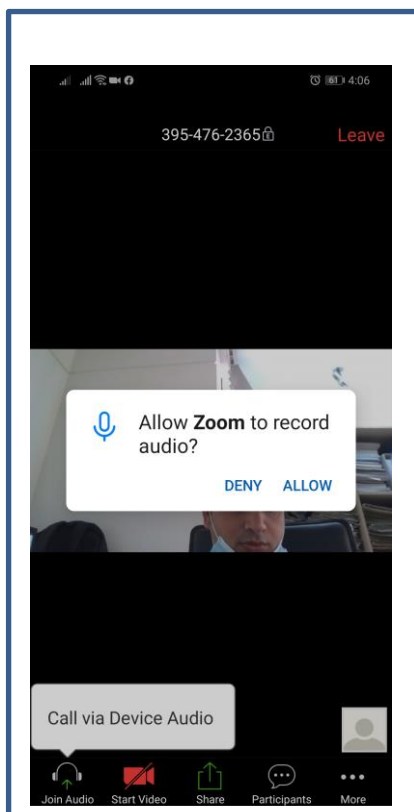 61 4:06
395-476-2365 Leave
Allow Zoom to record
audio?
DENY ALLOW
Call via Device Audio
Join Audio Start Video Share Participants More